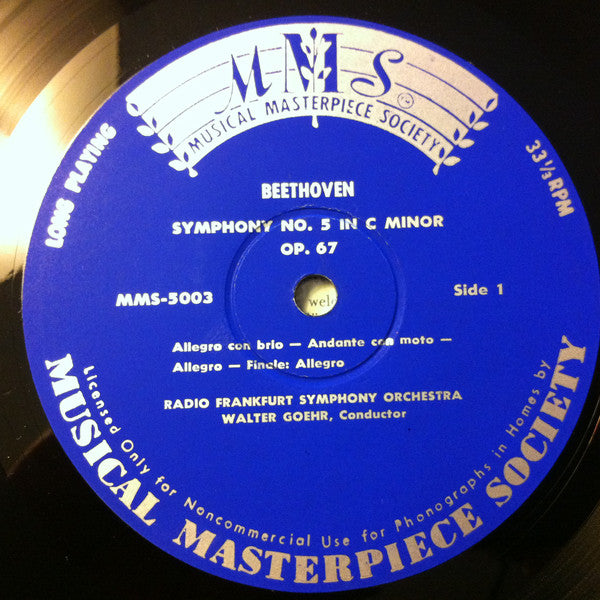 MMS
MUSICAL MASTERPIECE SOCIETY
LONG PLAYING
33 1/3 RPM
BEETHOVEN
SYMPHONY NO. 5 IN C MINOR
OP. 67
MMS-5003
Side 1
Allegro con brio — Andante con moto —
Allegro — Finale: Allegro
RADIO FRANKFURT SYMPHONY ORCHESTRA
WALTER GOEHR, Conductor
Licensed Only for Noncommercial Use for Phonographs in Homes by
MUSICAL MASTERPIECE SOCIETY